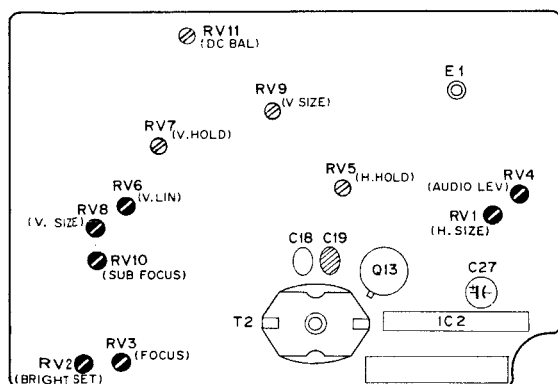 RV11
(DC BAL)
E1
RV9
(V SIZE)
RV7
(V.HOLD)
RV5
(H.HOLD)
RV4
(AUDIO LEV)
RV6
(V.LIN)
RV8
(V. SIZE)
RV1
(H. SIZE)
RV10
(SUB FOCUS)
C18
C19
Q13
C27
T2
IC2
RV3
(FOCUS)
RV2
(BRIGHT SET)